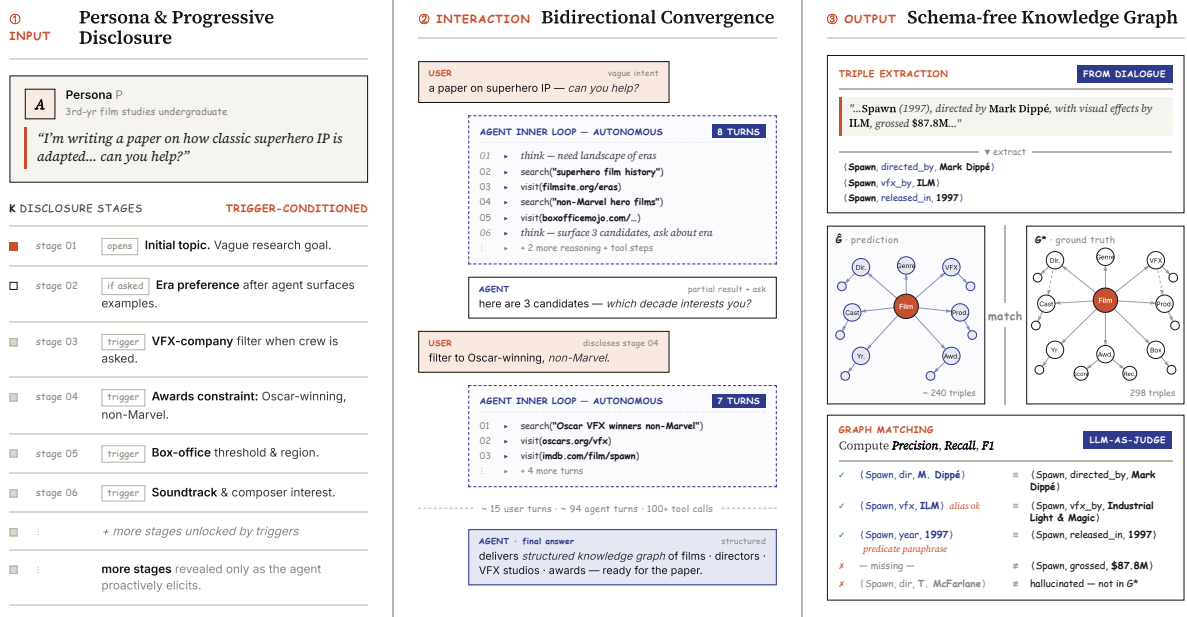 ① INPUT
Persona & Progressive Disclosure
A
Persona P
3rd-yr film studies undergraduate
“I’m writing a paper on how classic superhero IP is
adapted… can you help?”
K DISCLOSURE STAGES
TRIGGER-CONDITIONED
stage 01 opens Initial topic. Vague research goal.
stage 02 if asked Era preference after agent surfaces
examples.
stage 03 trigger VFX-company filter when crew is
asked.
stage 04 trigger Awards constraint: Oscar-winning,
non-Marvel.
stage 05 trigger Box-office threshold & region.
stage 06 trigger Soundtrack & composer interest.
⋮ + more stages unlocked by triggers
⋮ more stages revealed only as the agent
proactively elicits.
② INTERACTION Bidirectional Convergence
USER vague intent
a paper on superhero IP — can you help?
AGENT INNER LOOP — AUTONOMOUS 8 TURNS
01 ▸ think — need landscape of eras
02 ▸ search("superhero film history")
03 ▸ visit(filmsite.org/eras)
04 ▸ search("non-Marvel hero films")
05 ▸ visit(boxofficemojo.com/…)
06 ▸ think — surface 3 candidates, ask about era
⋮ ▸ + 2 more reasoning + tool steps
AGENT partial result + ask
here are 3 candidates — which decade interests you?
USER discloses stage 04
filter to Oscar-winning, non-Marvel.
AGENT INNER LOOP — AUTONOMOUS 7 TURNS
01 ▸ search("Oscar VFX winners non-Marvel")
02 ▸ visit(oscars.org/vfx)
03 ▸ visit(imdb.com/film/spawn)
⋮ ▸ + 4 more turns
~ 15 user turns · ~ 94 agent turns · 100+ tool calls
AGENT · final answer structured
delivers structured knowledge graph of films · directors ·
VFX studios · awards — ready for the paper.
③ OUTPUT Schema-free Knowledge Graph
TRIPLE EXTRACTION FROM DIALOGUE
"…Spawn (1997), directed by Mark Dippé, with visual effects by
ILM, grossed $87.8M…"
▾ extract
⟨Spawn, directed_by, Mark Dippé⟩
⟨Spawn, vfx_by, ILM⟩
⟨Spawn, released_in, 1997⟩
Ĝ · prediction
Dir.
Genre
VFX
Cast
Film
Prod.
Yr.
Awd.
~ 240 triples
match
G* · ground truth
Dir.
Genre
VFX
Cast
Film
Prod.
Yr.
Awd.
Box
Score
Rec.
298 triples
GRAPH MATCHING
Compute Precision, Recall, F1
LLM-AS-JUDGE
✓ ⟨Spawn, dir, M. Dippé⟩ ≡ ⟨Spawn, directed_by, Mark
Dippé⟩
✓ ⟨Spawn, vfx, ILM⟩ alias ok ≡ ⟨Spawn, vfx_by, Industrial
Light & Magic⟩
✓ ⟨Spawn, year, 1997⟩ ≡ ⟨Spawn, released_in, 1997⟩
predicate paraphrase
✗ — missing — ≡ ⟨Spawn, grossed, $87.8M⟩
✗ ⟨Spawn, dir, T. McFarlane⟩ ≢ hallucinated — not in G*